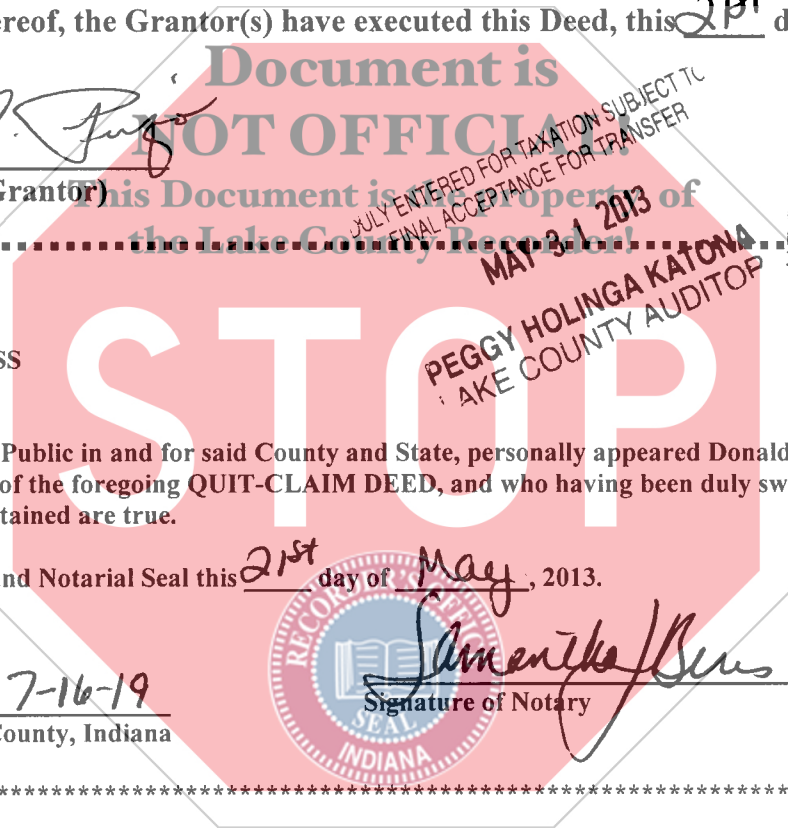 ereof, the Grantor(s) have executed this Deed, this 21st d
Document is
NOT OFFICIAL!
This Document is the property of
the Lake County Recorder!
Grantor)
DULY ENTERED FOR TAXATION SUBJECT TO
FINAL ACCEPTANCE FOR TRANSFER
MAY 31 2013
PEGGY HOLINGA KATONA
LAKE COUNTY AUDITOR
SS
STOP
Public in and for said County and State, personally appeared Donald
of the foregoing QUIT-CLAIM DEED, and who having been duly sw
tained are true.
nd Notarial Seal this 21st day of May, 2013.
RECORDER'S OFFICE
SEAL
INDIANA
Samantha J Bens
7-16-19
Signature of Notary
County, Indiana
********************************************************************************